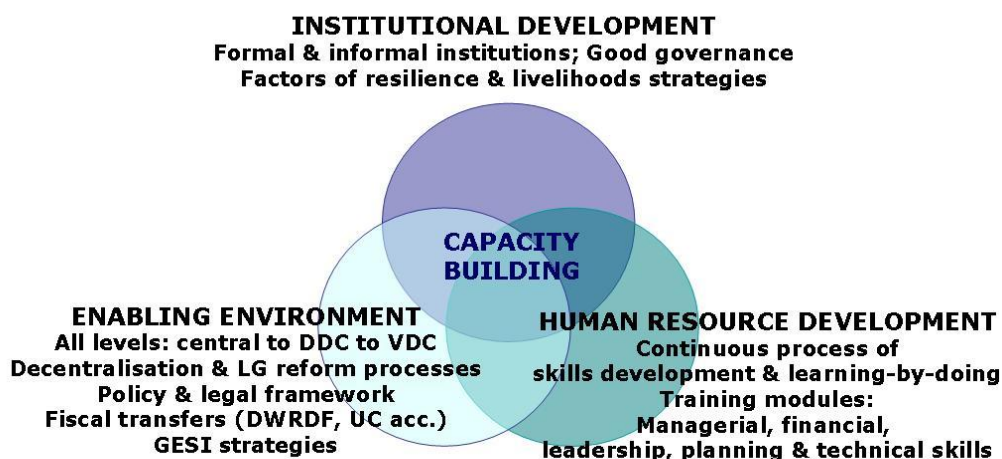 INSTITUTIONAL DEVELOPMENT
Formal & informal institutions; Good governance
Factors of resilience & livelihoods strategies
CAPACITY
BUILDING
ENABLING ENVIRONMENT
All levels: central to DDC to VDC
Decentralisation & LG reform processes
Policy & legal framework
Fiscal transfers (DWRDF, UC acc.)
GESI strategies
HUMAN RESOURCE DEVELOPMENT
Continuous process of
skills development & learning-by-doing
Training modules:
Managerial, financial,
leadership, planning & technical skills